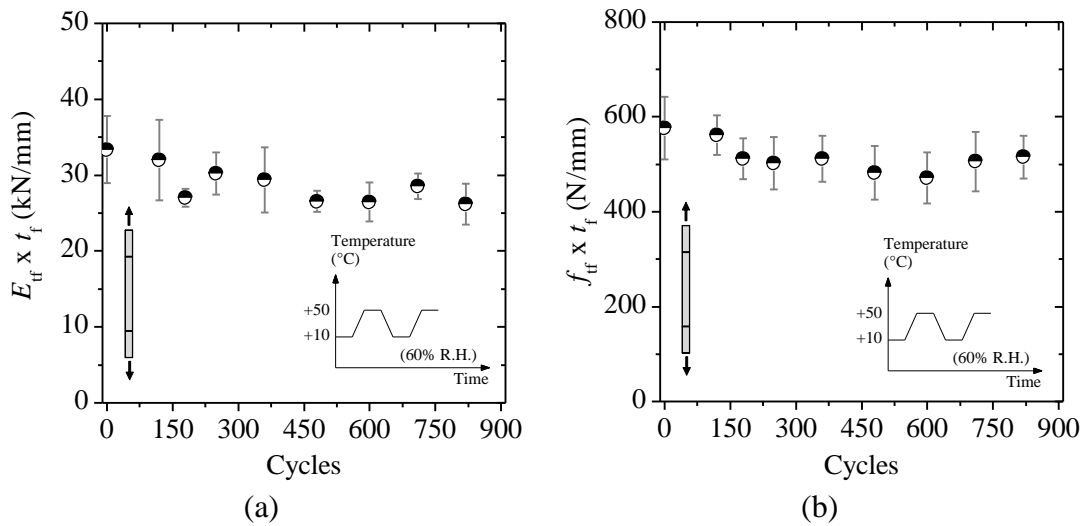 50
40
30
20
10
0
E_tf x t_f (kN/mm)
Temperature
(°C)
+50
+10
(60% R.H.)
Time
0 150 300 450 600 750 900
Cycles
(a)
800
600
400
200
0
f_tf x t_f (N/mm)
Temperature
(°C)
+50
+10
(60% R.H.)
Time
0 150 300 450 600 750 900
Cycles
(b)